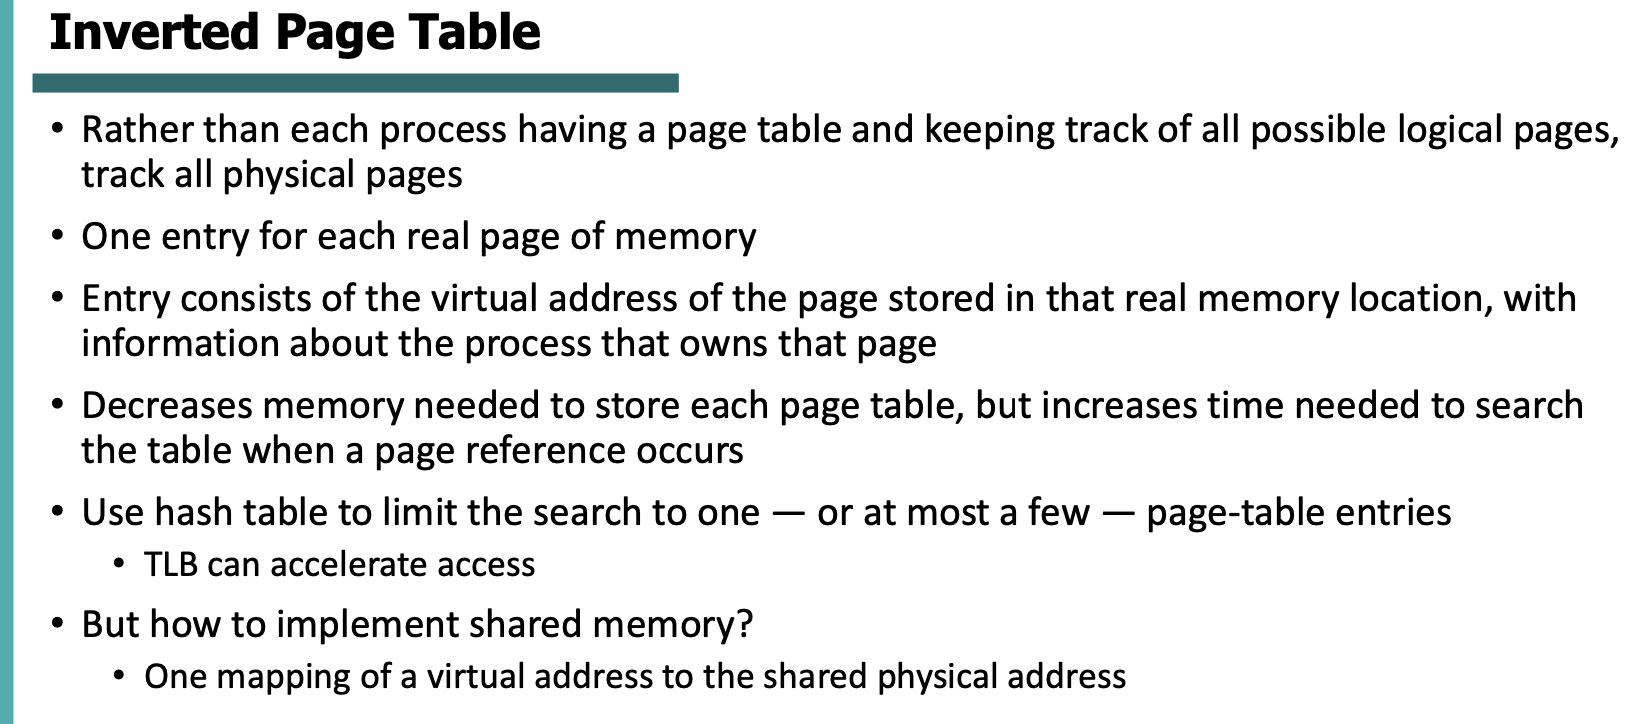 Inverted Page Table
• Rather than each process having a page table and keeping track of all possible logical pages,
track all physical pages
• One entry for each real page of memory
• Entry consists of the virtual address of the page stored in that real memory location, with
information about the process that owns that page
• Decreases memory needed to store each page table, but increases time needed to search
the table when a page reference occurs
• Use hash table to limit the search to one — or at most a few — page-table entries
• TLB can accelerate access
• But how to implement shared memory?
• One mapping of a virtual address to the shared physical address